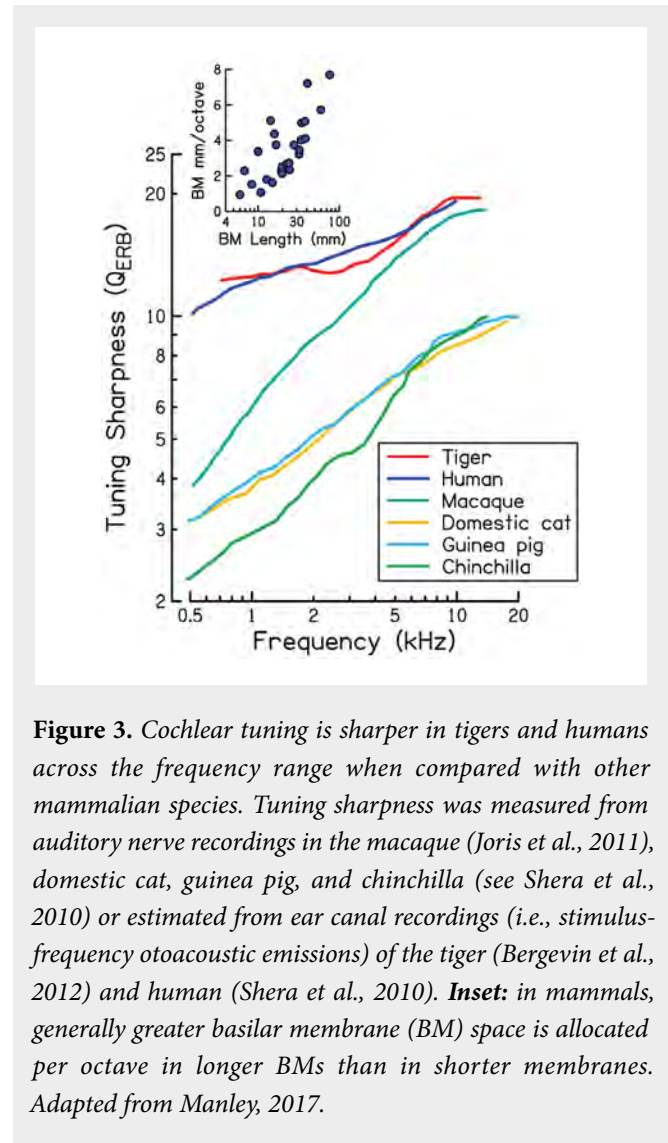 8
6
4
2
0
BM mm/octave
4
10
30
100
BM Length (mm)
25
20
10
8
6
5
4
3
2
Tuning Sharpness (QERB)
Tiger
Human
Macaque
Domestic cat
Guinea pig
Chinchilla
0.5
1
2
5
10
20
Frequency (kHz)
Figure 3. Cochlear tuning is sharper in tigers and humans
across the frequency range when compared with other
mammalian species. Tuning sharpness was measured from
auditory nerve recordings in the macaque (Joris et al., 2011),
domestic cat, guinea pig, and chinchilla (see Shera et al.,
2010) or estimated from ear canal recordings (i.e., stimulus-
frequency otoacoustic emissions) of the tiger (Bergevin et al.,
2012) and human (Shera et al., 2010). Inset: in mammals,
generally greater basilar membrane (BM) space is allocated
per octave in longer BMs than in shorter membranes.
Adapted from Manley, 2017.